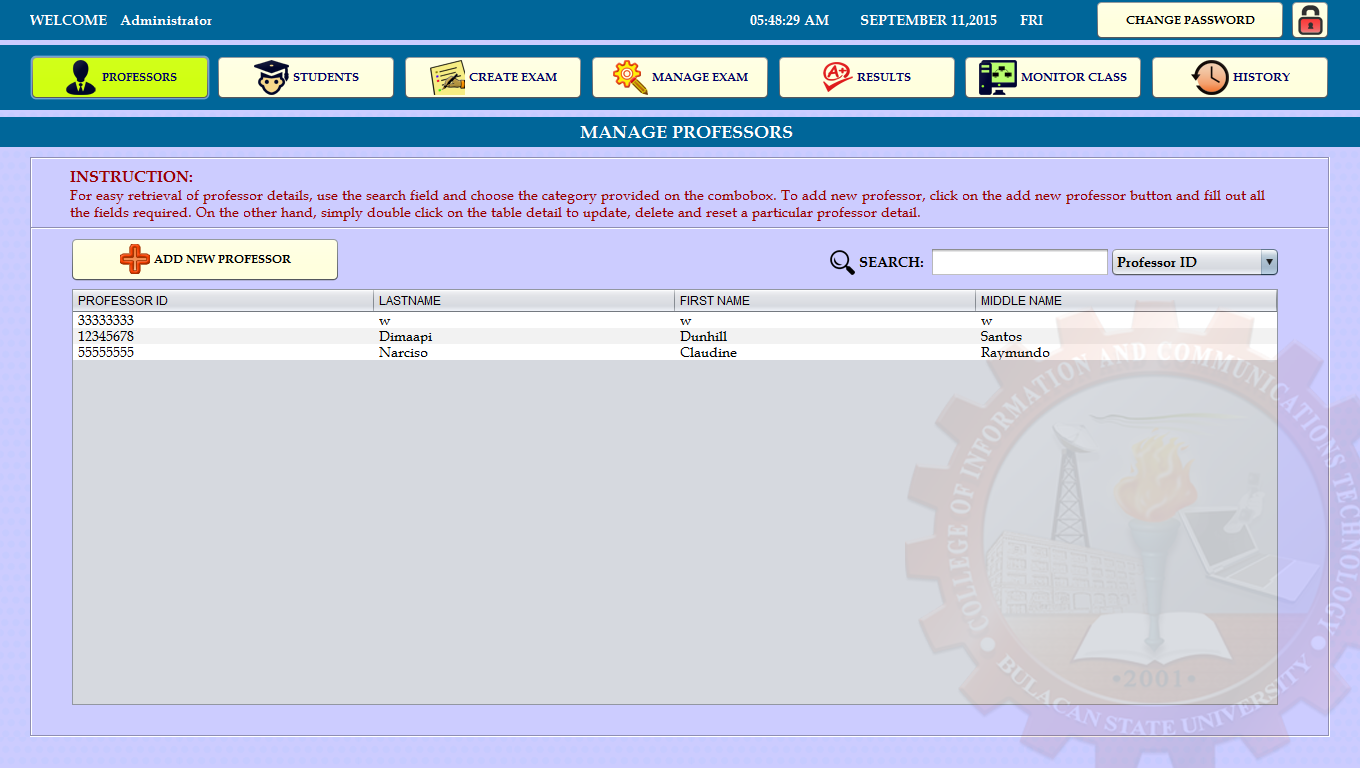 WELCOME Administrator 05:48:29 AM SEPTEMBER 11,2015 FRI CHANGE PASSWORD
PROFESSORS STUDENTS CREATE EXAM MANAGE EXAM A+ RESULTS MONITOR CLASS HISTORY
MANAGE PROFESSORS
INSTRUCTION:
For easy retrieval of professor details, use the search field and choose the category provided on the combobox. To add new professor, click on the add new professor button and fill out all
the fields required. On the other hand, simply double click on the table detail to update, delete and reset a particular professor detail.
ADD NEW PROFESSOR SEARCH: Professor ID
PROFESSOR ID LASTNAME FIRST NAME MIDDLE NAME
33333333 w w w
12345678 Dimaapi Dunhill Santos
55555555 Narciso Claudine Raymundo
COLLEGE OF INFORMATION AND COMMUNICATIONS TECHNOLOGY
•2001•
BULACAN STATE UNIVERSITY